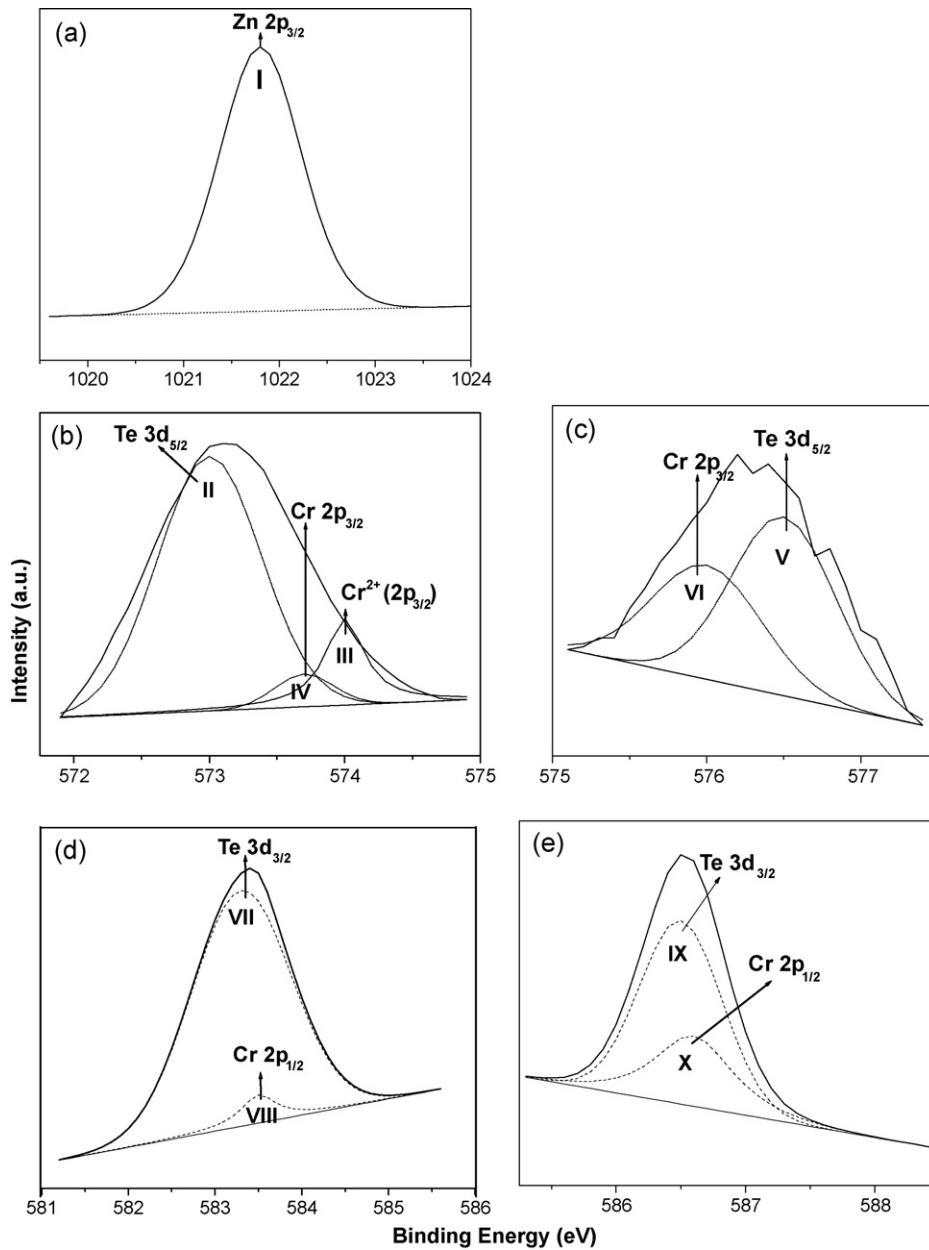 (a)
Zn 2p3/2
I
1020 1021 1022 1023 1024
(b)
Te 3d5/2
II
Cr 2p3/2
Cr2+ (2p3/2)
III
IV
572 573 574 575
(c)
Cr 2p3/2
Te 3d5/2
V
VI
575 576 577
Intensity (a.u.)
(d)
Te 3d3/2
VII
Cr 2p1/2
VIII
581 582 583 584 585 586
(e)
Te 3d3/2
IX
Cr 2p1/2
X
586 587 588
Binding Energy (eV)